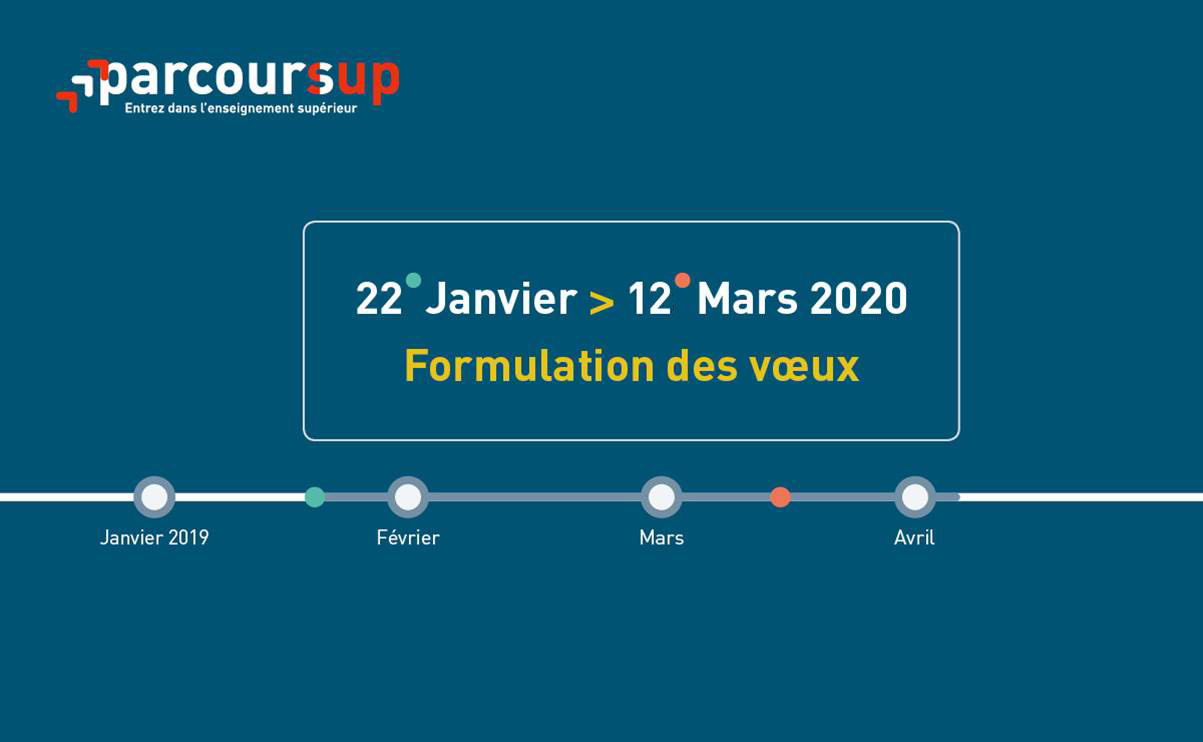 parcoursup
Entrez dans l'enseignement supérieur
22 Janvier > 12 Mars 2020
Formulation des vœux
Janvier 2019 Février Mars Avril